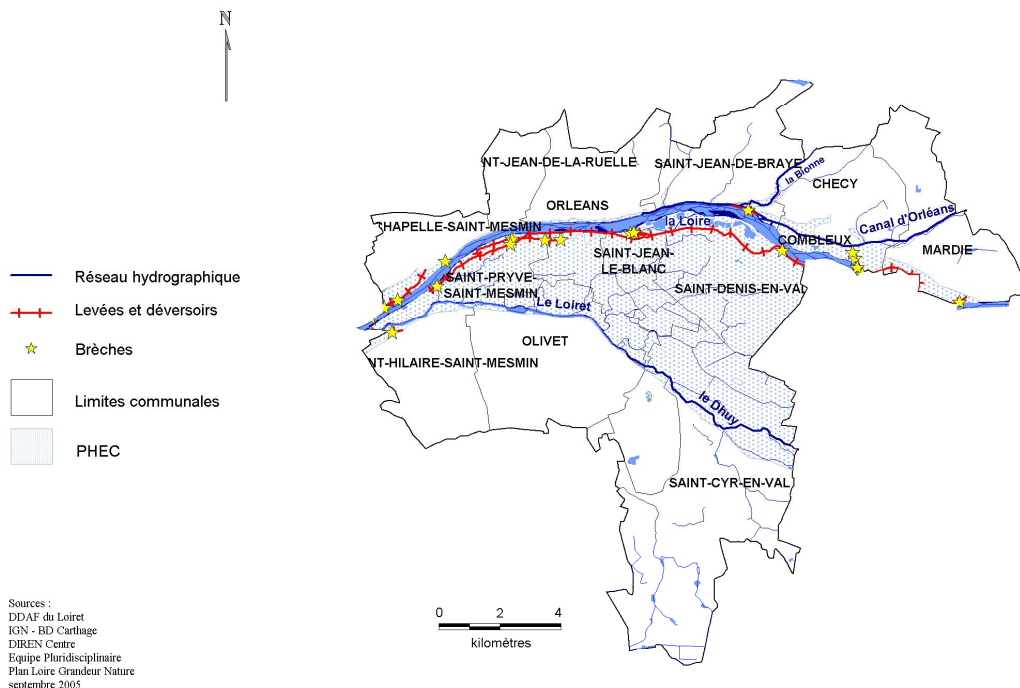 N
NT-JEAN-DE-LA-RUELLE
SAINT-JEAN-DE-BRAYE
la Bionne
CHECY
ORLEANS
CHAPELLE-SAINT-MESMIN
la Loire
Canal d'Orléans
COMBLEUX
MARDIE
SAINT-JEAN-
LE-BLANC
SAINT-PRYVE-
SAINT-MESMIN
SAINT-DENIS-EN-VAL
Le Loiret
OLIVET
NT-HILAIRE-SAINT-MESMIN
le Dhuy
SAINT-CYR-EN-VAL
Réseau hydrographique
Levées et déversoirs
Brèches
Limites communales
PHEC
0 2 4
kilomètres
Sources :
DDAF du Loiret
IGN - BD Carthage
DIREN Centre
Equipe Pluridisciplinaire
Plan Loire Grandeur Nature
septembre 2005